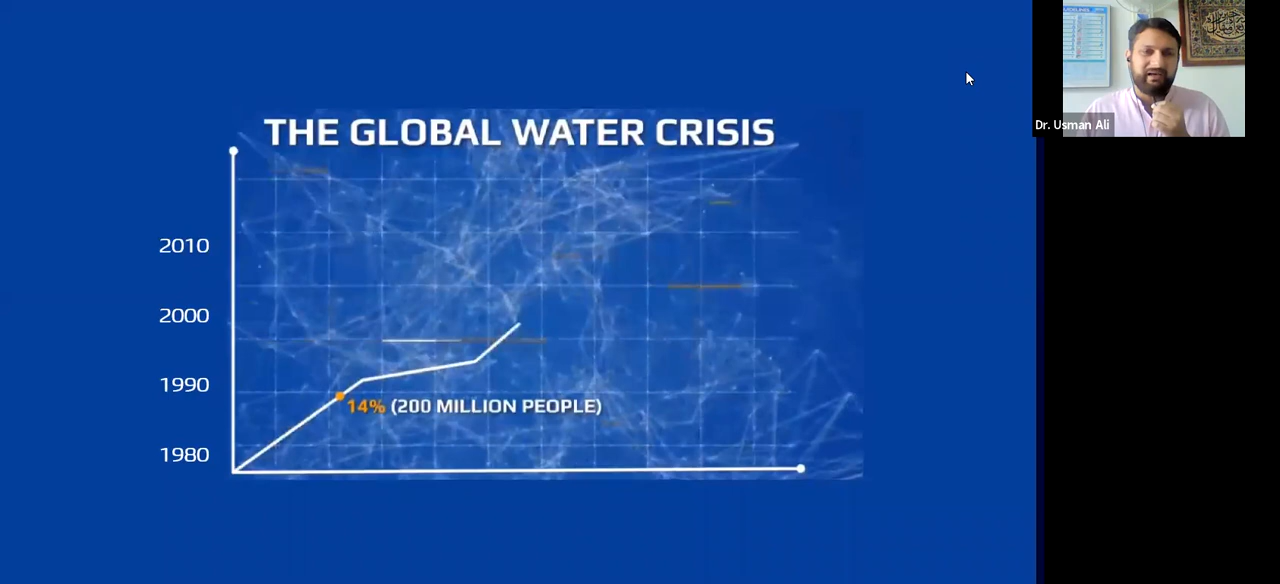 THE GLOBAL WATER CRISIS
2010
2000
1990
1980
14% (200 MILLION PEOPLE)
Dr. Usman Ali